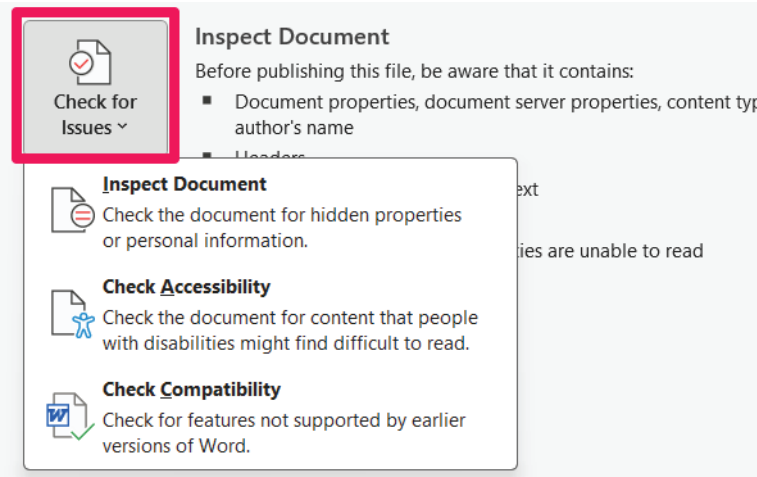 Inspect Document
Before publishing this file, be aware that it contains:
Check for
Issues
■ Document properties, document server properties, content
author's name
■ Headers
Inspect Document
Check the document for hidden properties
or personal information.
Check Accessibility
Check the document for content that people
with disabilities might find difficult to read.
Check Compatibility
Check for features not supported by earlier
versions of Word.
are unable to read